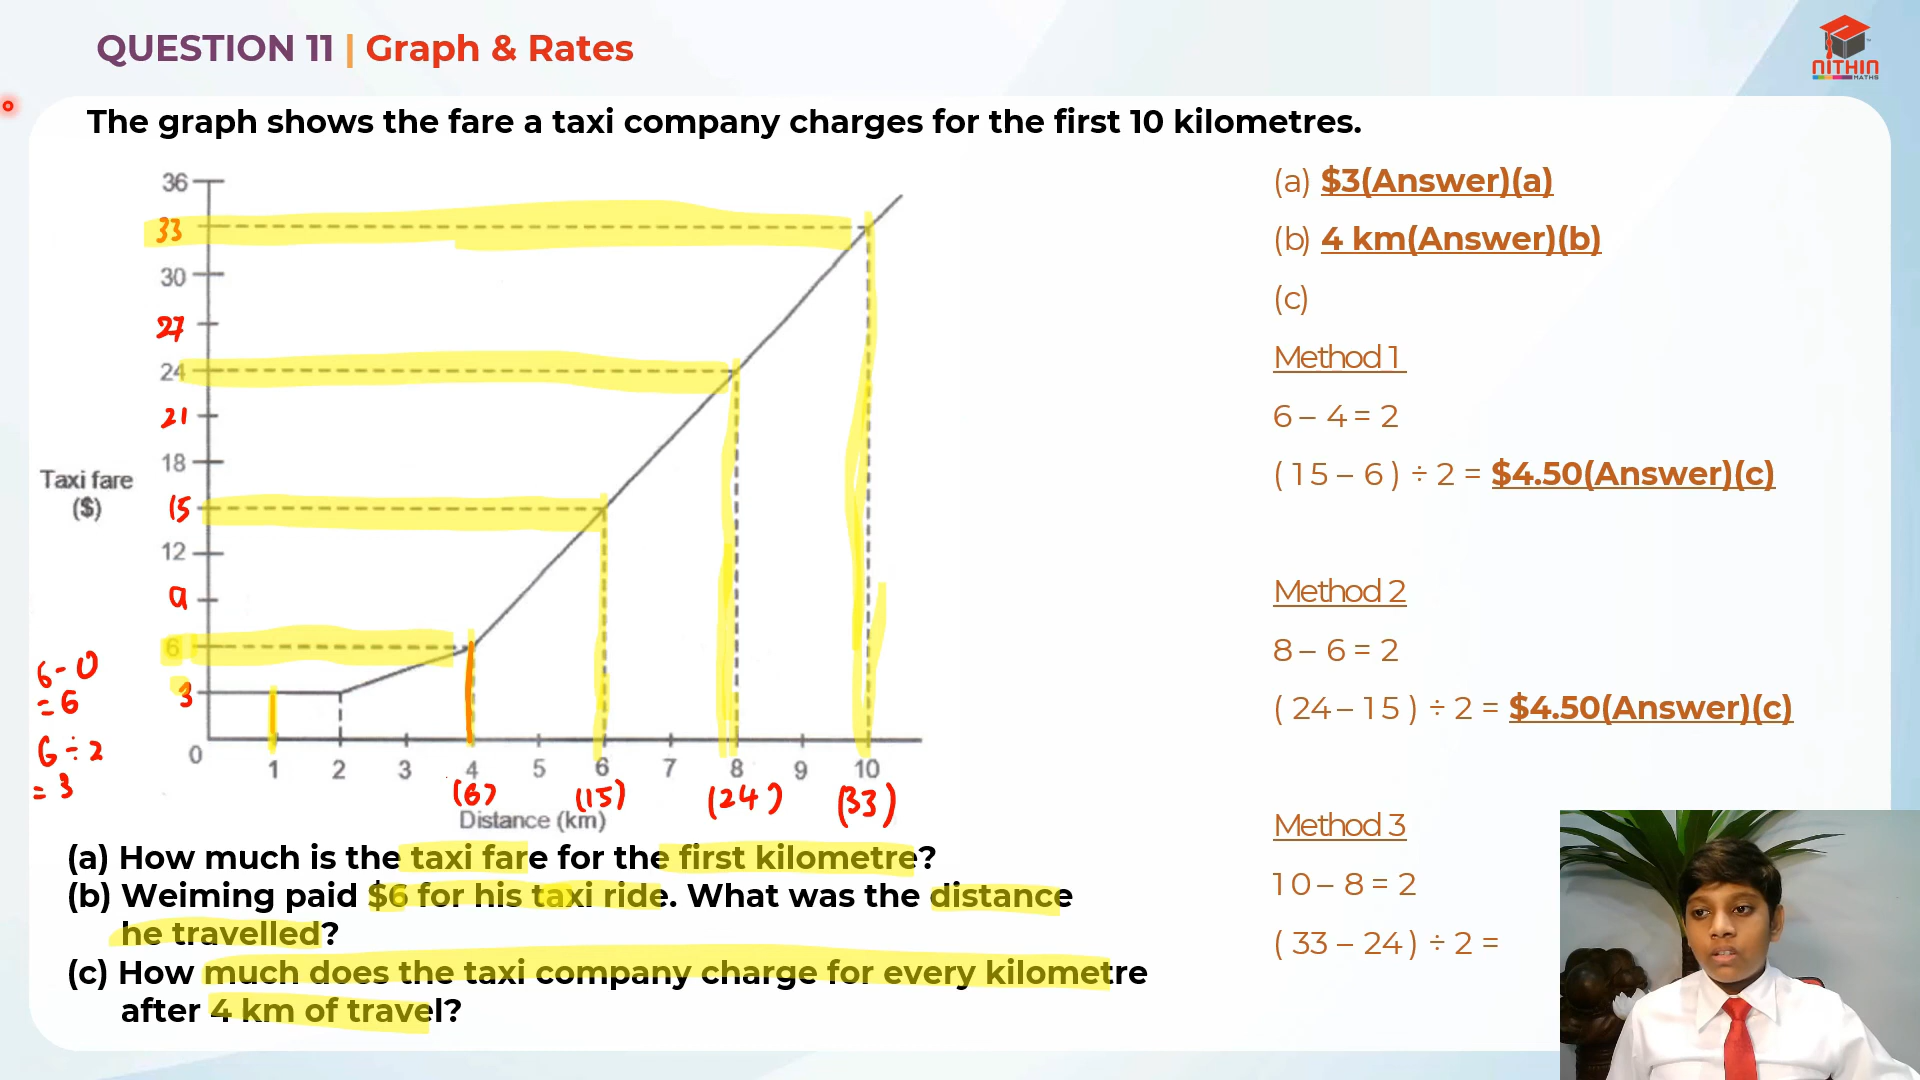 QUESTION 11 | Graph & Rates
NITHIN
MATHS
The graph shows the fare a taxi company charges for the first 10 kilometres.
36
33
30
27
24
21
18
15
12
9
6
3
0
Taxi fare
($)
6-0
=6
6÷2
= 3
1 2 3 4 5 6 7 8 9 10
(6) (15) (24) (33)
Distance (km)
(a) How much is the taxi fare for the first kilometre?
(b) Weiming paid $6 for his taxi ride. What was the distance
he travelled?
(c) How much does the taxi company charge for every kilometre
after 4 km of travel?
(a) $3(Answer)(a)
(b) 4 km(Answer)(b)
(c)
Method 1
6 – 4 = 2
( 15 – 6 ) ÷ 2 = $4.50(Answer)(c)
Method 2
8 – 6 = 2
( 24 – 15 ) ÷ 2 = $4.50(Answer)(c)
Method 3
10 – 8 = 2
( 33 – 24 ) ÷ 2 =